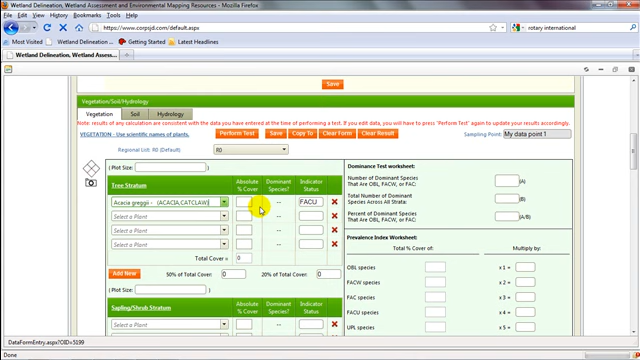 Wetland Delineation, Wetland Assessment and Environmental Mapping Resources - Mozilla Firefox
File Edit View History Bookmarks Tools Help
http://www.corpsjd.com/default.aspx
rotary international
Most Visited Wetland Delineation ... Getting Started Latest Headlines
Wetland Delineation, Wetland Assess...
Save
Vegetation/Soil/Hydrology
Vegetation Soil Hydrology
Note: results of any calculation are consistent with the data you have entered at the time of performing a test. If you edit data, you will have to press "Perform Test" again to update your results accordingly.
VEGETATION - Use scientific names of plants. Perform Test Save Copy To Clear Form Clear Result Sampling Point: My data point 1
Regional List: R0 (Default) R0
( Plot Size: )
Tree Stratum Absolute % Cover Dominant Species? Indicator Status
Acacia greggii - (ACACIA,CATCLAW) -- FACU
Select a Plant --
Select a Plant --
Select a Plant --
Total Cover = 0
Add New 50% of Total Cover: 0 20% of Total Cover: 0
( Plot Size: )
Sapling/Shrub Stratum Absolute % Cover Dominant Species? Indicator Status
Select a Plant --
Select a Plant
Dominance Test worksheet:
Number of Dominant Species That Are OBL, FACW, or FAC: (A)
Total Number of Dominant Species Across All Strata: (B)
Percent of Dominant Species That Are OBL, FACW, or FAC: (A/B)
Prevalence Index Worksheet:
Total % Cover of: Multiply by:
OBL species x 1 =
FACW species x 2 =
FAC species x 3 =
FACU species x 4 =
UPL species x 5 =
DataFormEntry.aspx?OID=5199
Done